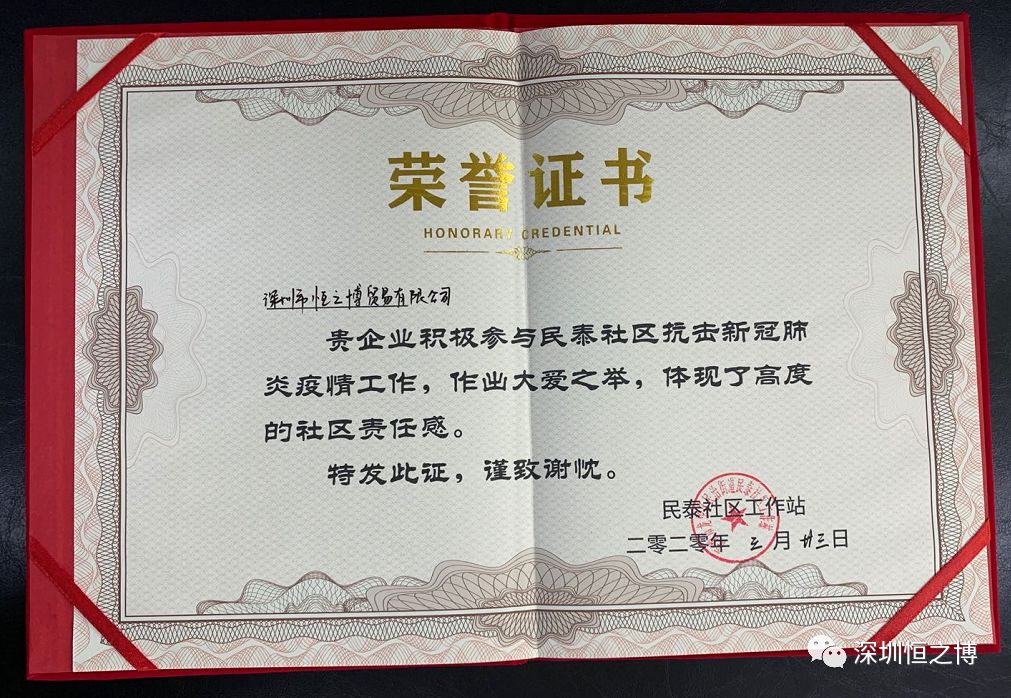 荣誉证书
HONORARY CREDENTIAL
深圳市恒之博贸易有限公司
贵企业积极参与民泰社区抗击新冠肺
炎疫情工作，作出大爱之举，体现了高度
的社区责任感。
特发此证，谨致谢忱。
民泰社区工作站
二零二零年 三 月 廿三日
深圳恒之博